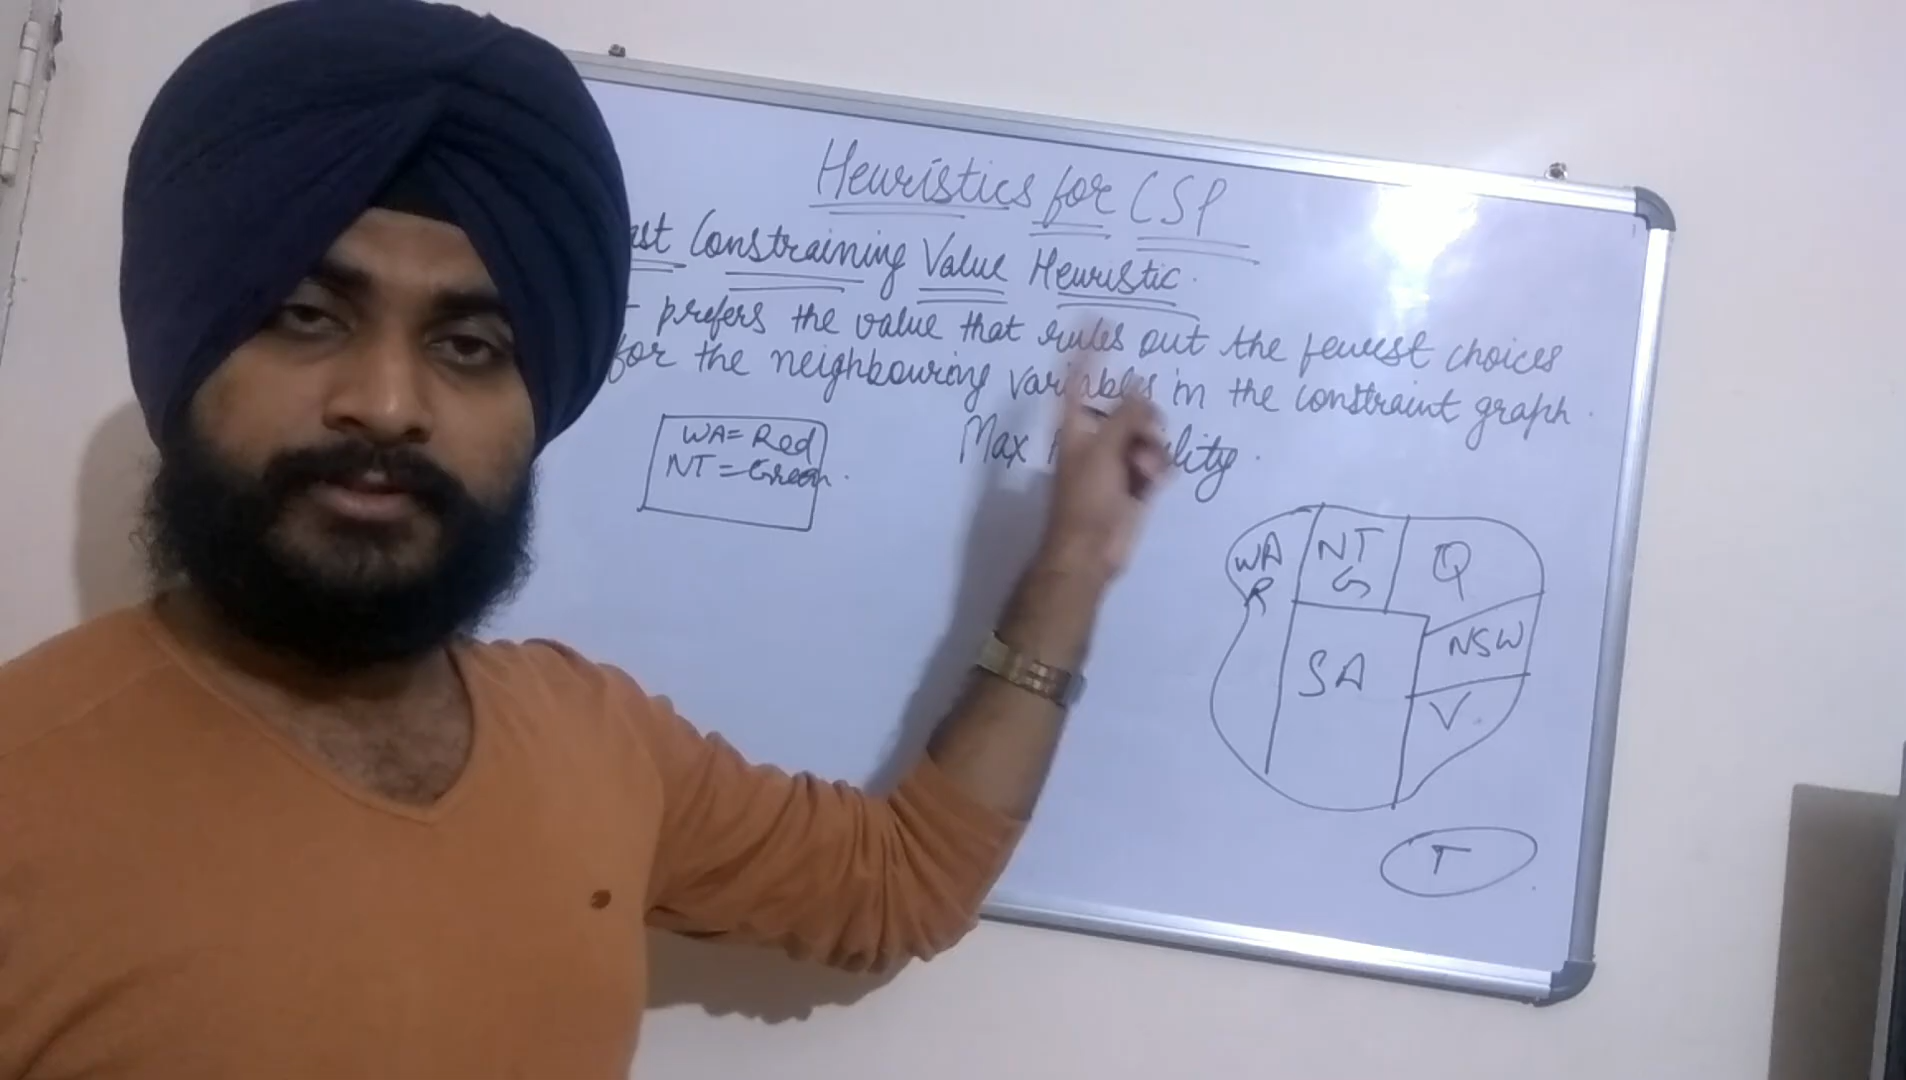 Heuristics for CSP
Constraining Value Heuristic.
prefers the value that rules out the fewest choices
for the neighbouring variables in the constraint graph.
WA = Red
NT = Green.
Max
WA
R
NT
G
Q
NSW
SA
V.
T